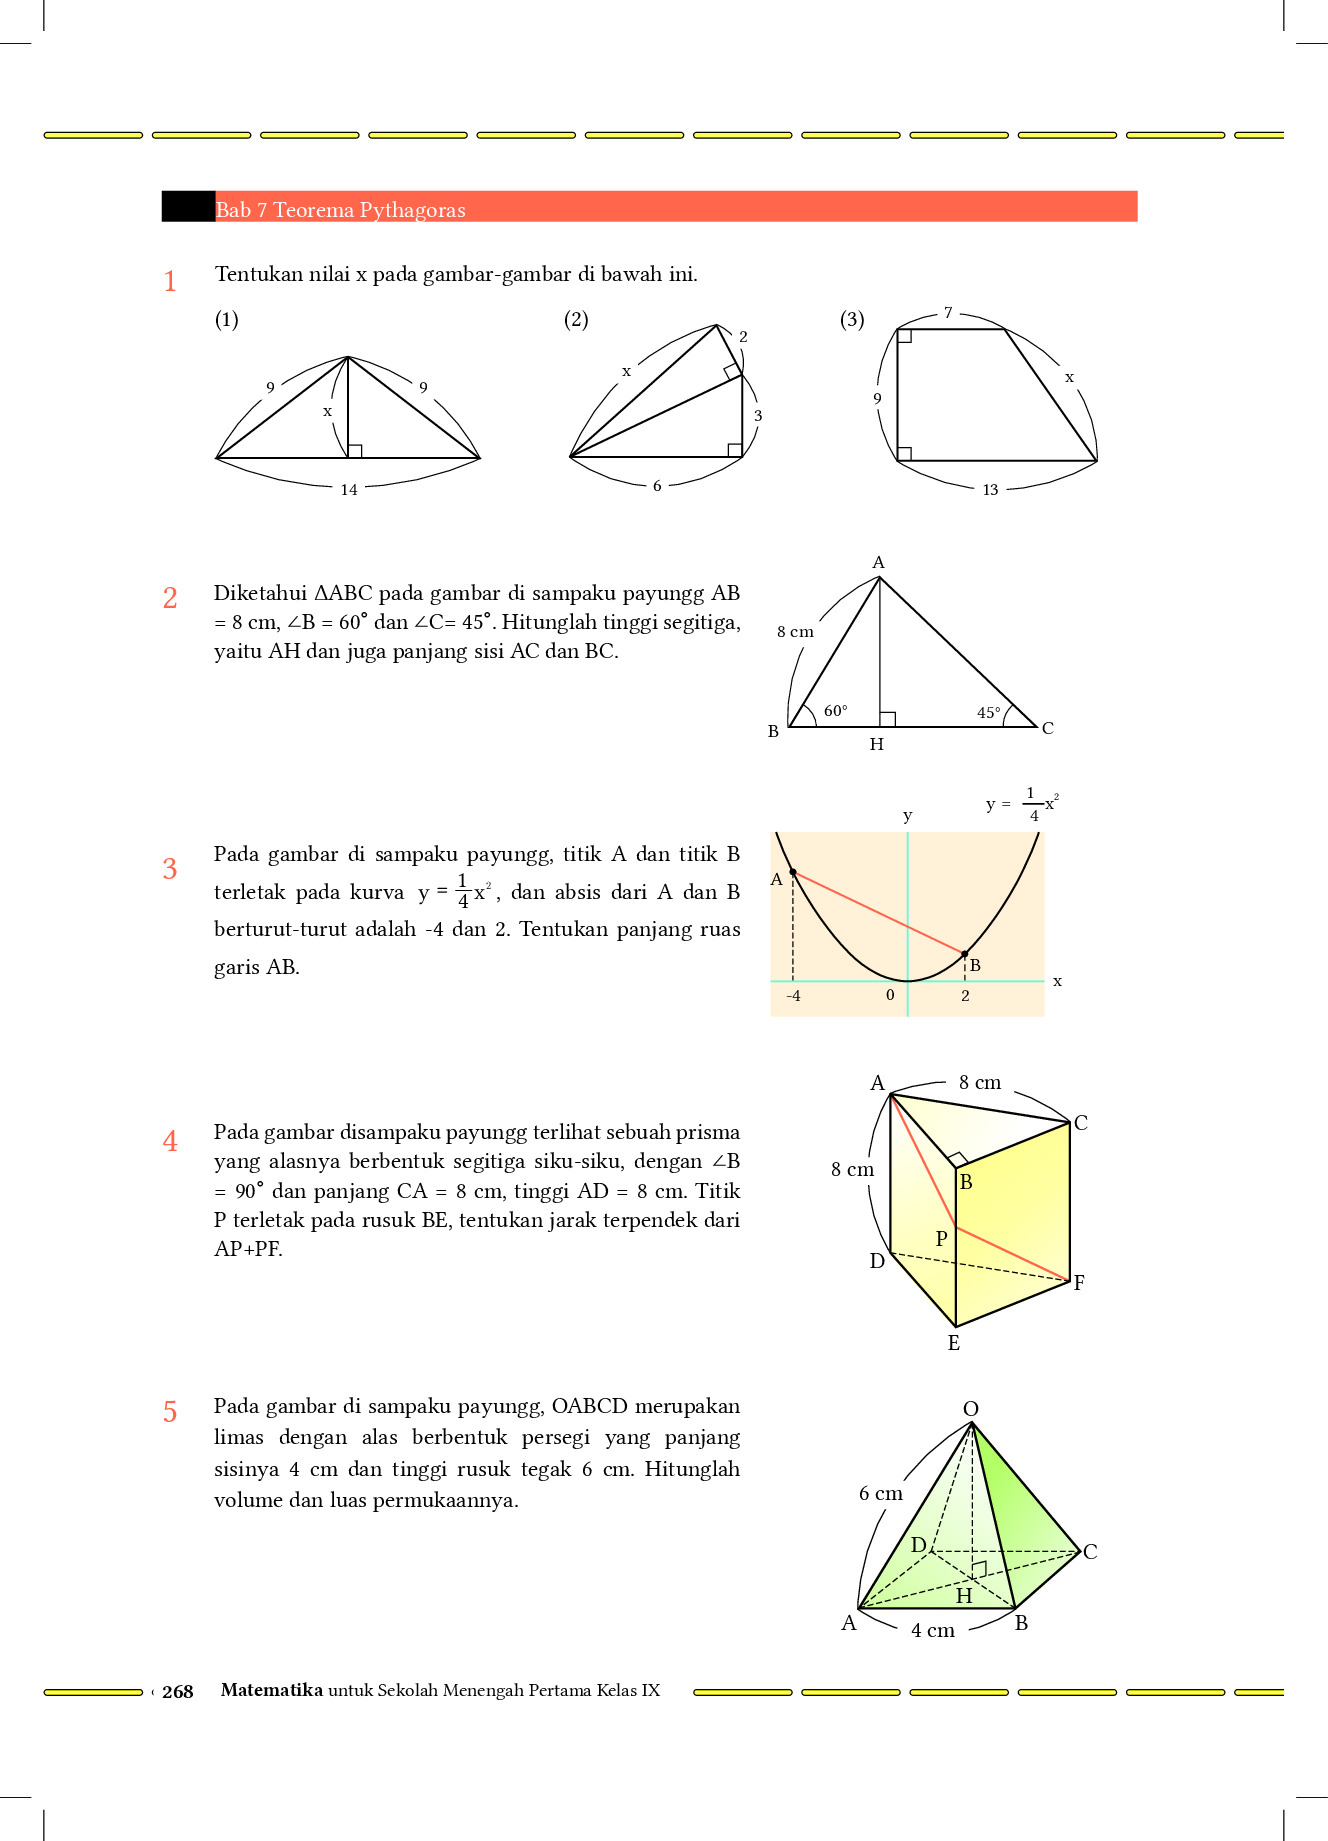 Bab 7 Teorema Pythagoras
1 Tentukan nilai x pada gambar-gambar di bawah ini.
(1) (2) (3)
9 9 x 14
x 2 3 6
7 x 9 13
2 Diketahui ΔABC pada gambar di sampaku payungg AB
= 8 cm, ∠B = 60° dan ∠C= 45°. Hitunglah tinggi segitiga,
yaitu AH dan juga panjang sisi AC dan BC.
A
8 cm
60° 45°
B H C
3 Pada gambar di sampaku payungg, titik A dan titik B
terletak pada kurva y = 1/4 x², dan absis dari A dan B
berturut-turut adalah -4 dan 2. Tentukan panjang ruas
garis AB.
y = 1/4 x²
y
A
B
x
-4 0 2
4 Pada gambar disampaku payungg terlihat sebuah prisma
yang alasnya berbentuk segitiga siku-siku, dengan ∠B
= 90° dan panjang CA = 8 cm, tinggi AD = 8 cm. Titik
P terletak pada rusuk BE, tentukan jarak terpendek dari
AP+PF.
A 8 cm
C
8 cm
B
P
D
F
E
5 Pada gambar di sampaku payungg, OABCD merupakan
limas dengan alas berbentuk persegi yang panjang
sisinya 4 cm dan tinggi rusuk tegak 6 cm. Hitunglah
volume dan luas permukaannya.
O
6 cm
D C
H
A 4 cm B
268 Matematika untuk Sekolah Menengah Pertama Kelas IX